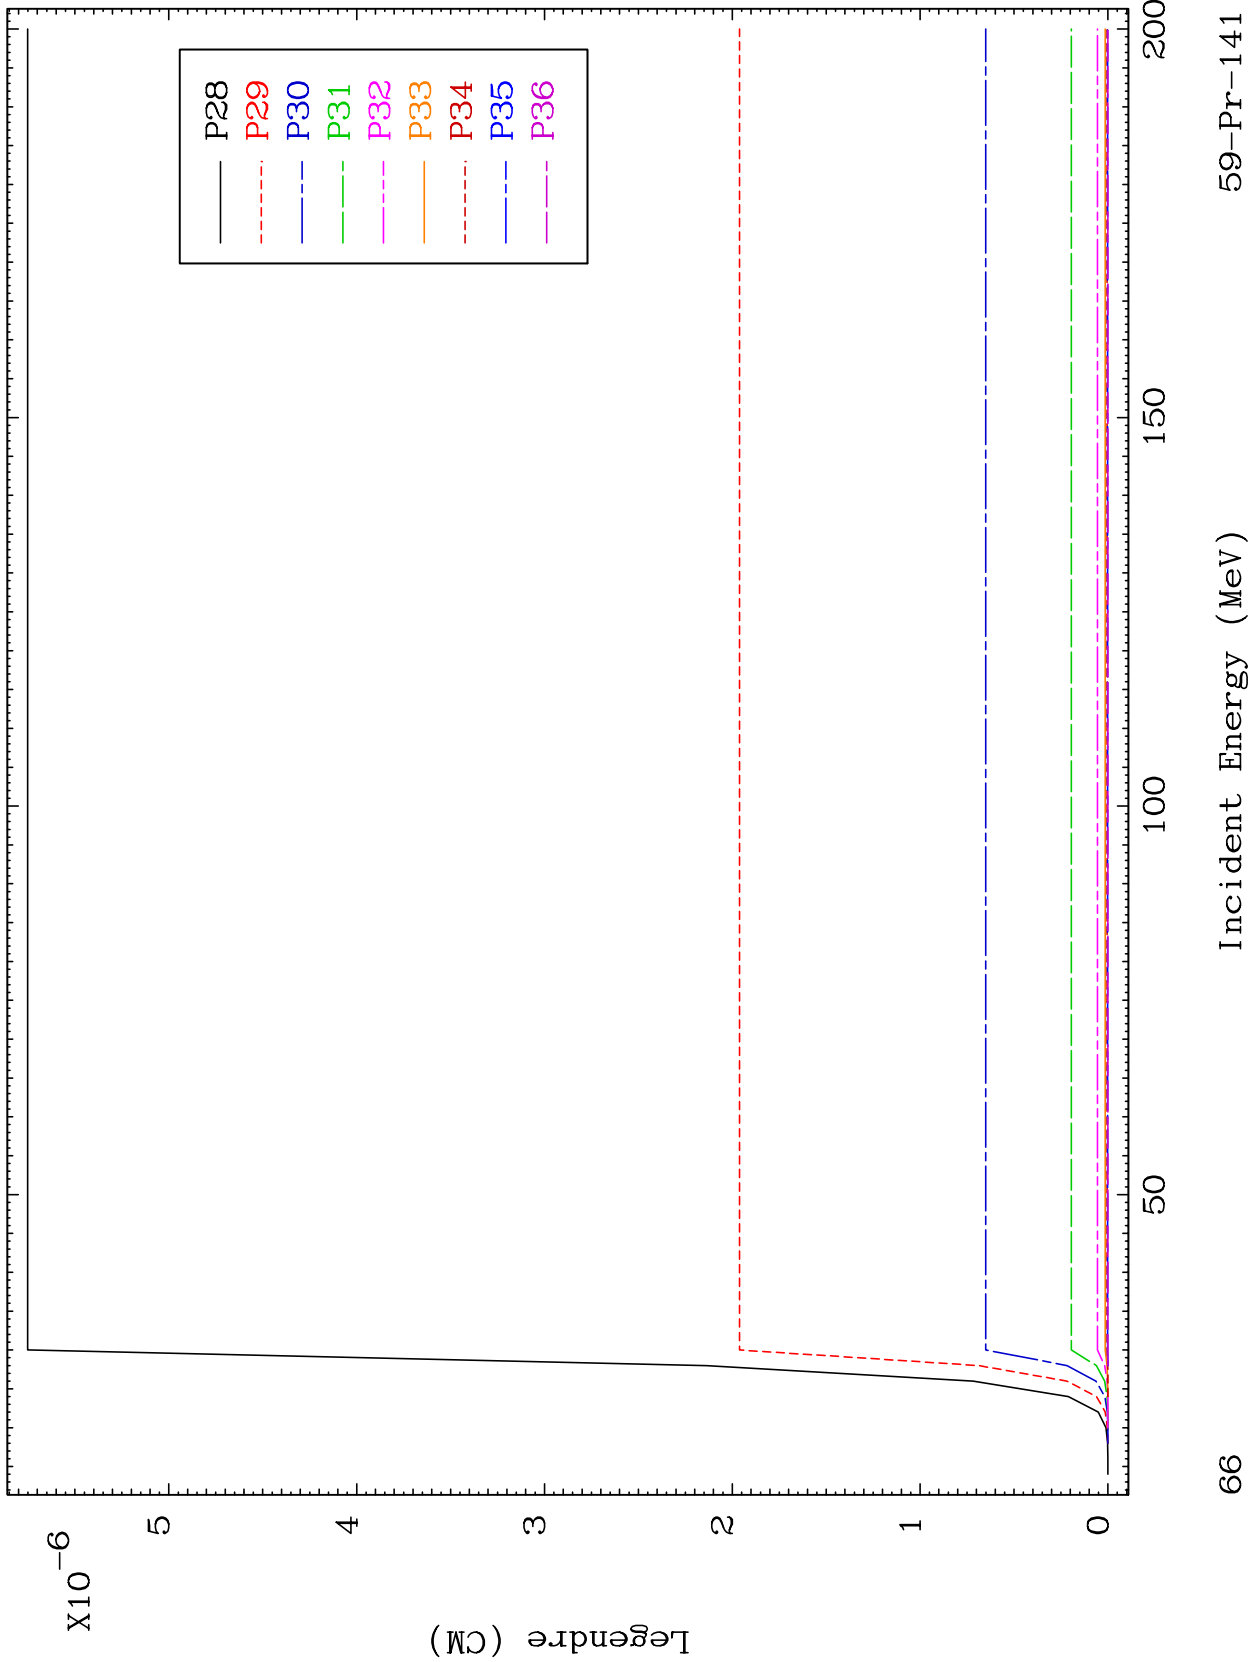 X10
-6
5
4
3
2
1
0
Legendre (CM)
P28
P29
P30
P31
P32
P33
P34
P35
P36
50
100
150
200
Incident Energy (MeV)
66
59-Pr-141